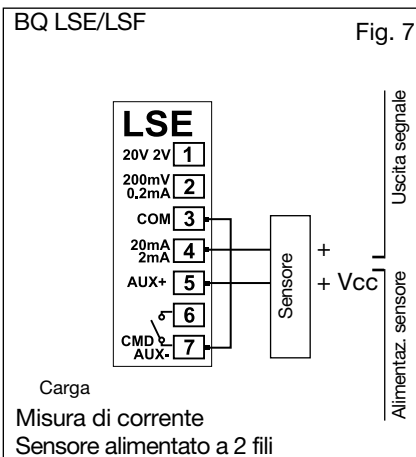 BQ LSE/LSF
Fig. 7
LSE
20V 2V 1
200mV
0.2mA 2
COM 3
20mA
2mA 4
AUX+ 5
6
CMD
AUX- 7
Sensore
+
+ Vcc
Uscita segnale
Alimentaz. sensore
Carga
Misura di corrente
Sensore alimentato a 2 fili